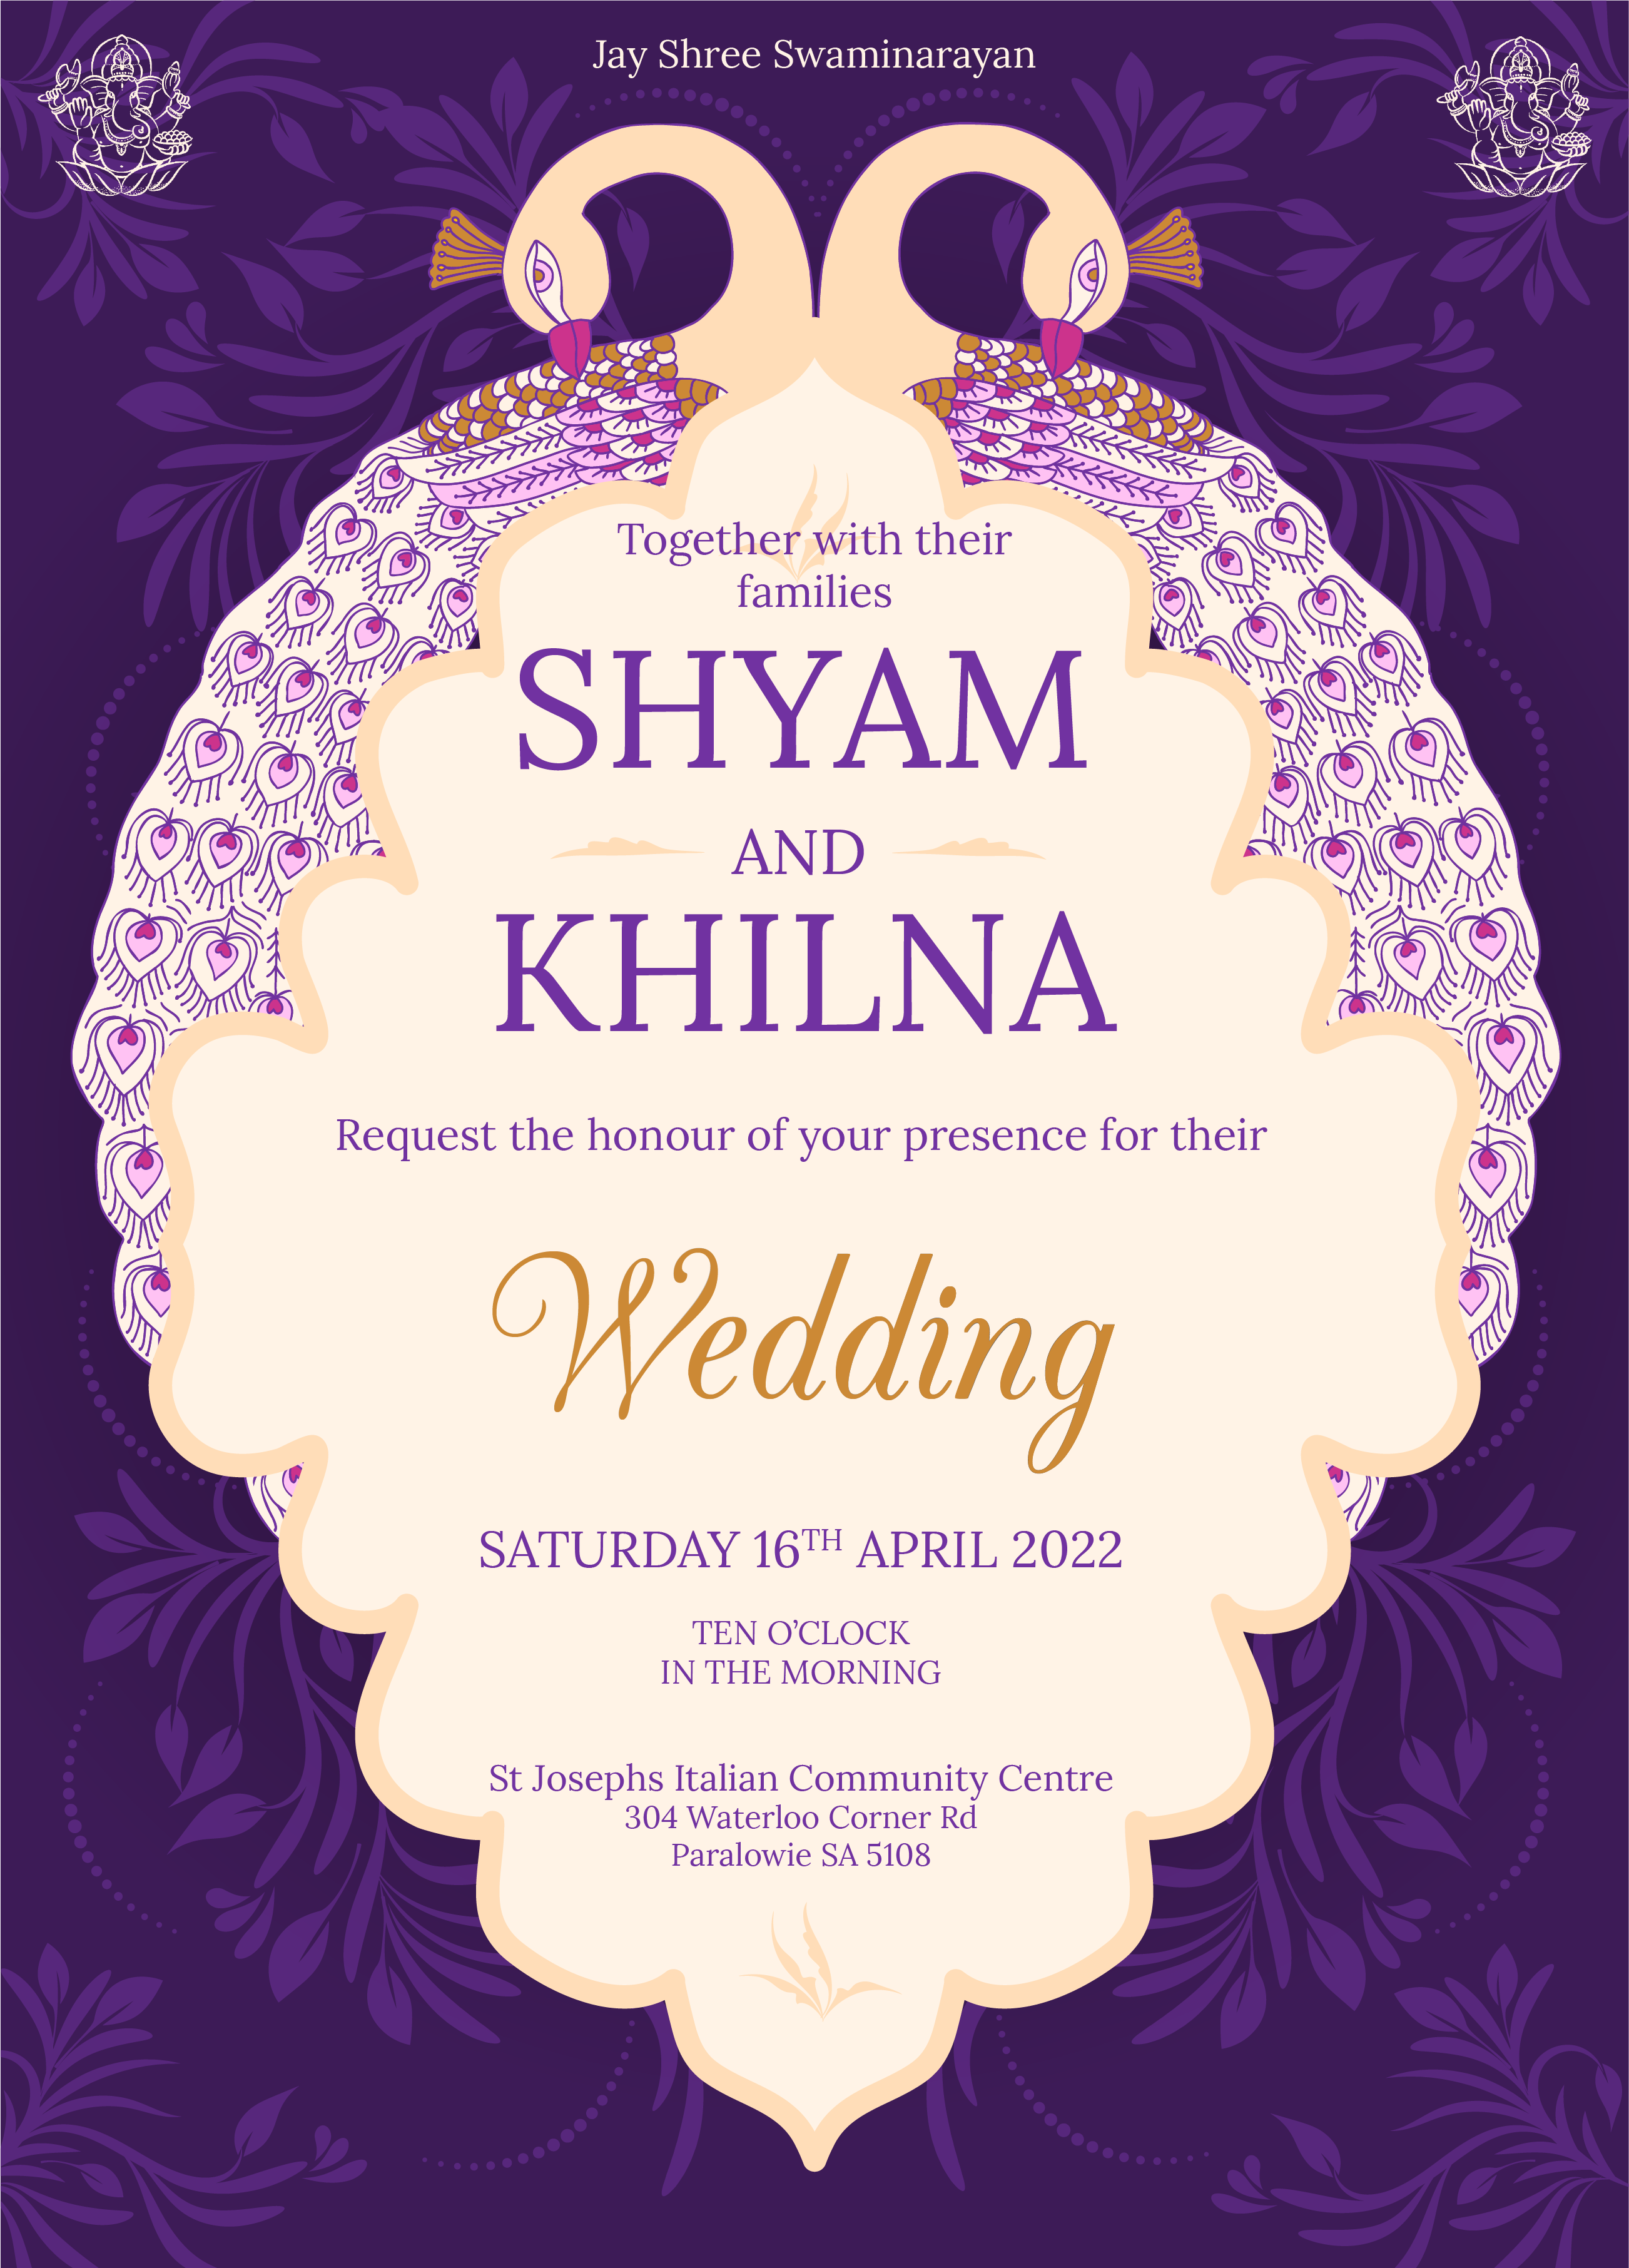 Jay Shree Swaminarayan
Together with their
families
SHYAM
AND
KHILNA
Request the honour of your presence for their
Wedding
SATURDAY 16TH APRIL 2022
TEN O’CLOCK
IN THE MORNING
St Josephs Italian Community Centre
304 Waterloo Corner Rd
Paralowie SA 5108